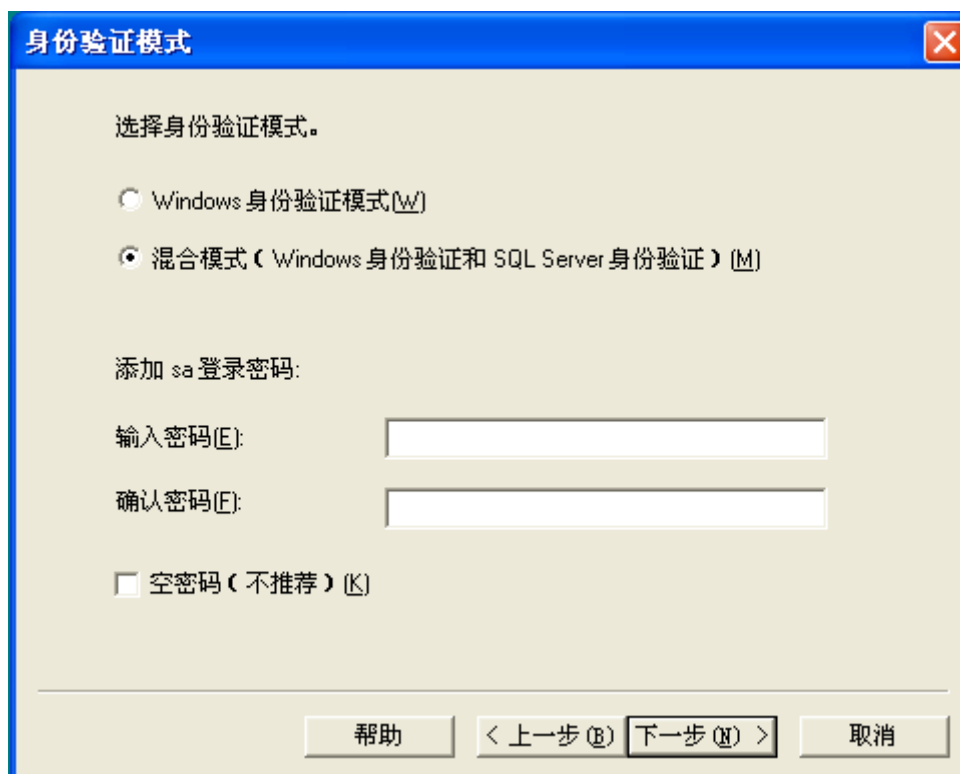 身份验证模式
选择身份验证模式。
Windows 身份验证模式(W)
混合模式（Windows 身份验证和 SQL Server 身份验证）(M)
添加 sa 登录密码:
输入密码(E):
确认密码(F):
空密码（不推荐）(K)
帮助 < 上一步(B) 下一步(N) > 取消